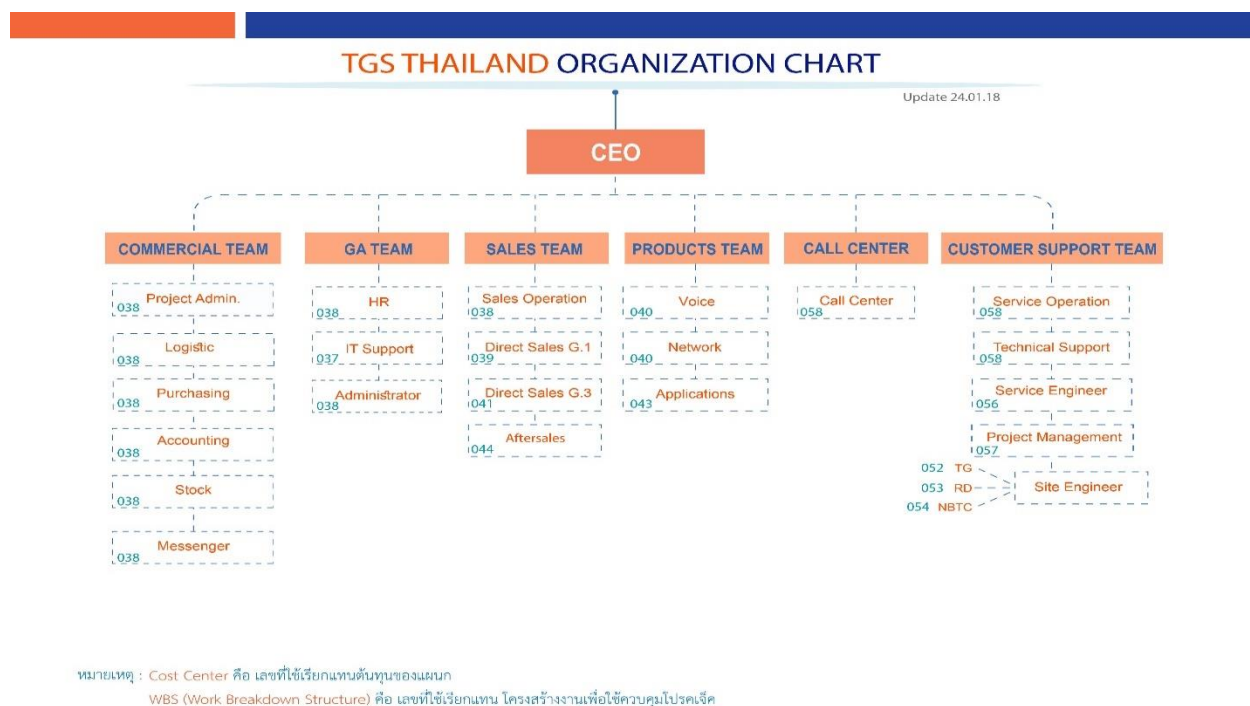 TGS THAILAND ORGANIZATION CHART
Update 24.01.18
CEO
COMMERCIAL TEAM
Project Admin.
038
Logistic
038
Purchasing
038
Accounting
038
Stock
038
Messenger
038
GA TEAM
HR
038
IT Support
037
Administrator
038
SALES TEAM
Sales Operation
038
Direct Sales G.1
039
Direct Sales G.3
041
Aftersales
044
PRODUCTS TEAM
Voice
040
Network
040
Applications
043
CALL CENTER
Call Center
058
CUSTOMER SUPPORT TEAM
Service Operation
058
Technical Support
058
Service Engineer
056
Project Management
057
Site Engineer
052 TG
053 RD
054 NBTC
หมายเหตุ : Cost Center คือ เลขที่ใช้เรียกแทนต้นทุนของแผนก
WBS (Work Breakdown Structure) คือ เลขที่ใช้เรียกแทน โครงสร้างงานเพื่อใช้ควบคุมโปรคเจ็ค